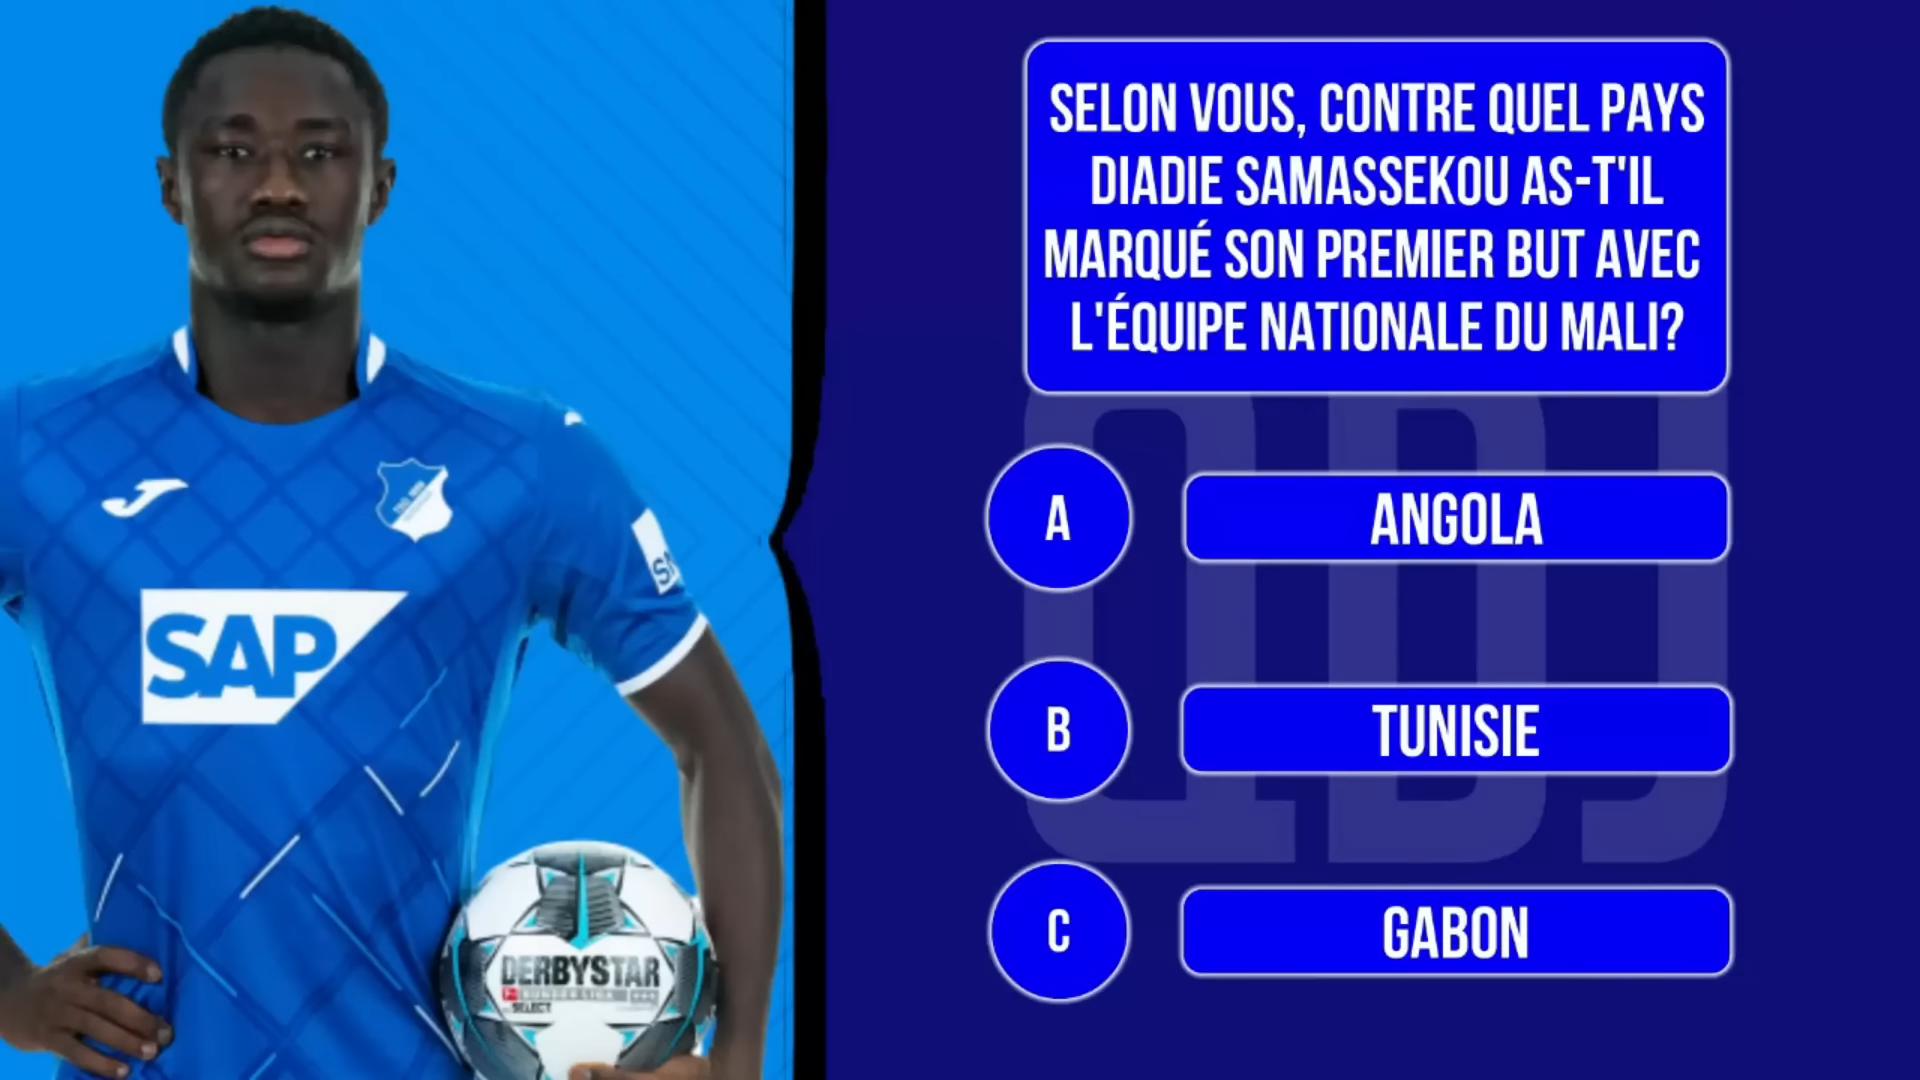 SELON VOUS, CONTRE QUEL PAYS
DIADIE SAMASSEKOU AS-T'IL
MARQUÉ SON PREMIER BUT AVEC
L'ÉQUIPE NATIONALE DU MALI?
A
ANGOLA
B
TUNISIE
C
GABON
SAP
DERBYSTAR
SELECT